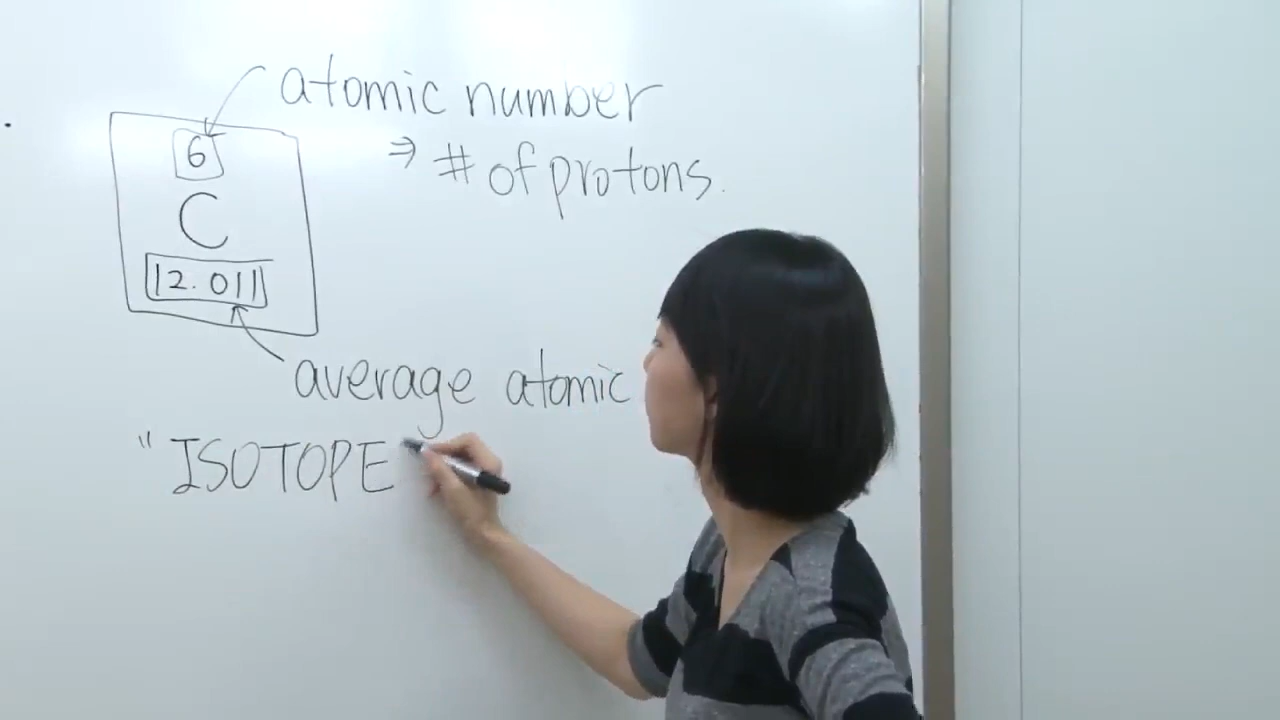 atomic number
⇒ # of protons.
6
C
12.011
average atomic
"ISOTOPE